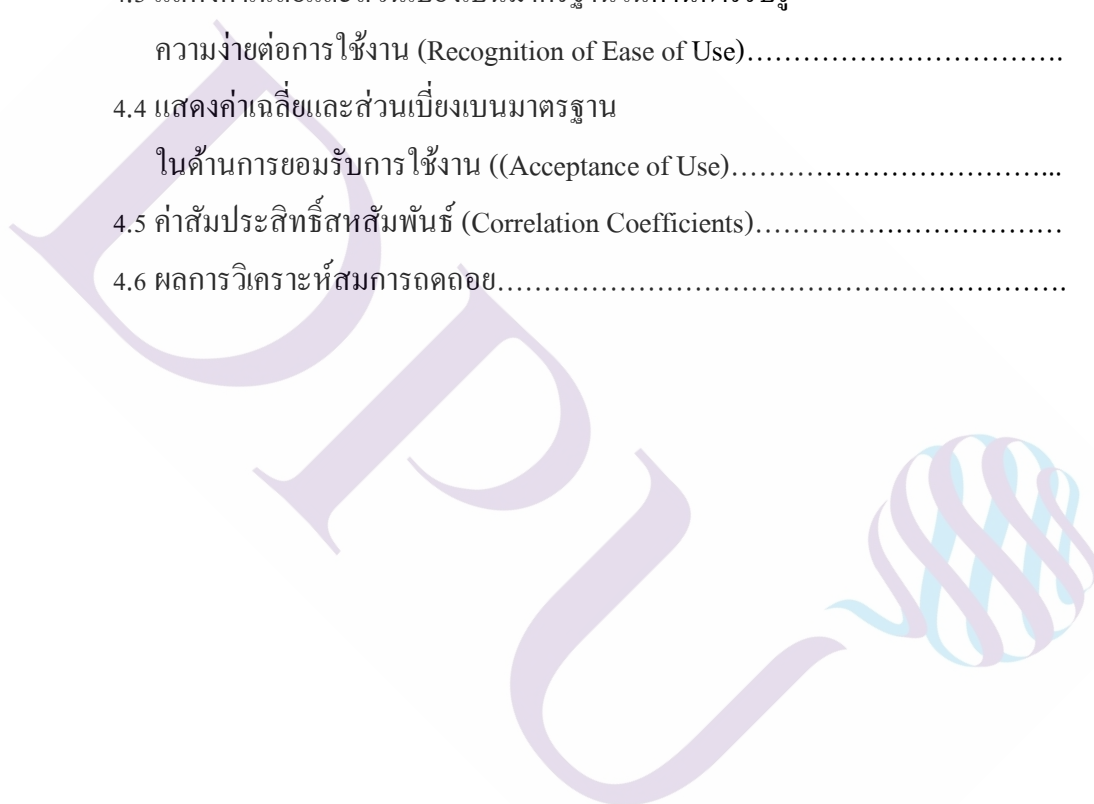 ความง่ายต่อการใช้งาน (Recognition of Ease of Use)…………………………….
4.4 แสดงค่าเฉลี่ยและส่วนเบี่ยงเบนมาตรฐาน
ในด้านการยอมรับการใช้งาน ((Acceptance of Use)……………………………...
4.5 ค่าสัมประสิทธิ์สหสัมพันธ์ (Correlation Coefficients)……………………………
4.6 ผลการวิเคราะห์สมการถดถอย…………………………………………………….
DPU